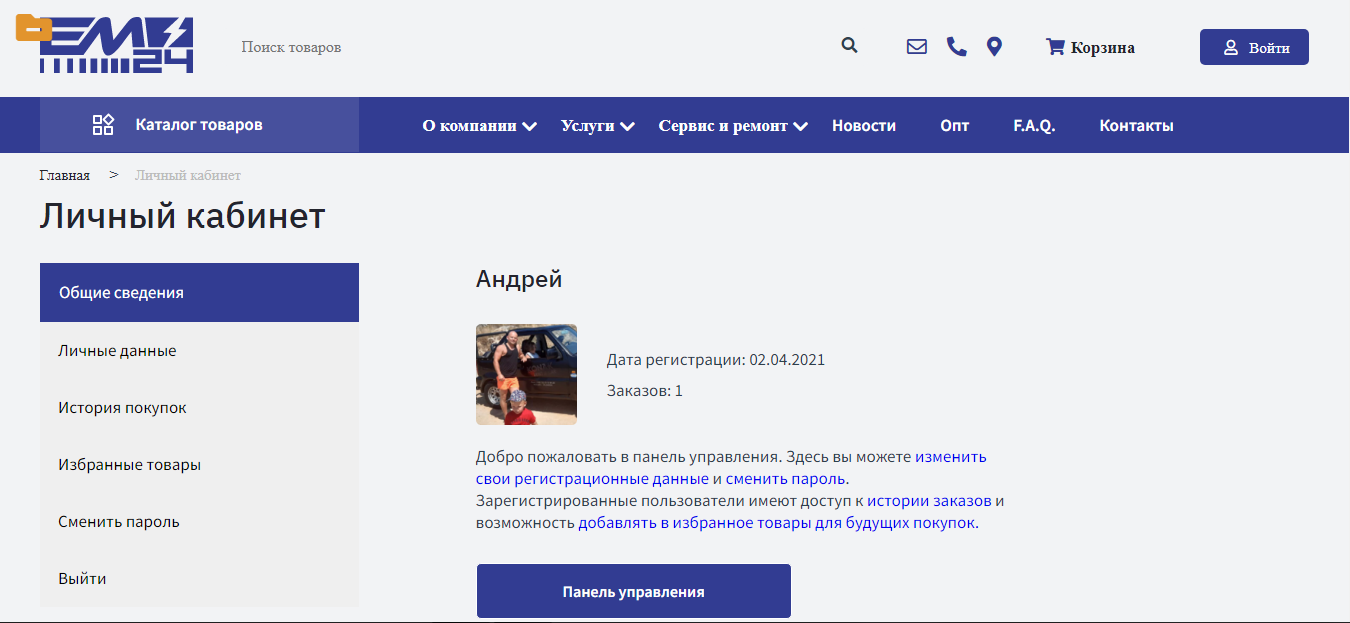 ЕМ
24
Поиск товаров
Корзина
Войти
Каталог товаров
О компании
Услуги
Сервис и ремонт
Новости
Опт
F.A.Q.
Контакты
Главная > Личный кабинет
Личный кабинет
Общие сведения
Личные данные
История покупок
Избранные товары
Сменить пароль
Выйти
Андрей
Дата регистрации: 02.04.2021
Заказов: 1
Добро пожаловать в панель управления. Здесь вы можете изменить
свои регистрационные данные и сменить пароль.
Зарегистрированные пользователи имеют доступ к истории заказов и
возможность добавлять в избранное товары для будущих покупок.
Панель управления